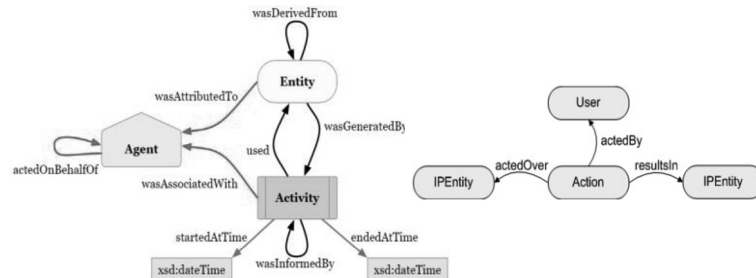 wasDerivedFrom
Entity
wasAttributedTo
wasGeneratedBy
Agent
used
actedOnBehalfOf
wasAssociatedWith
Activity
startedAtTime
endedAtTime
wasInformedBy
xsd:dateTime
xsd:dateTime
User
actedBy
actedOver
resultsIn
IPEntity
Action
IPEntity